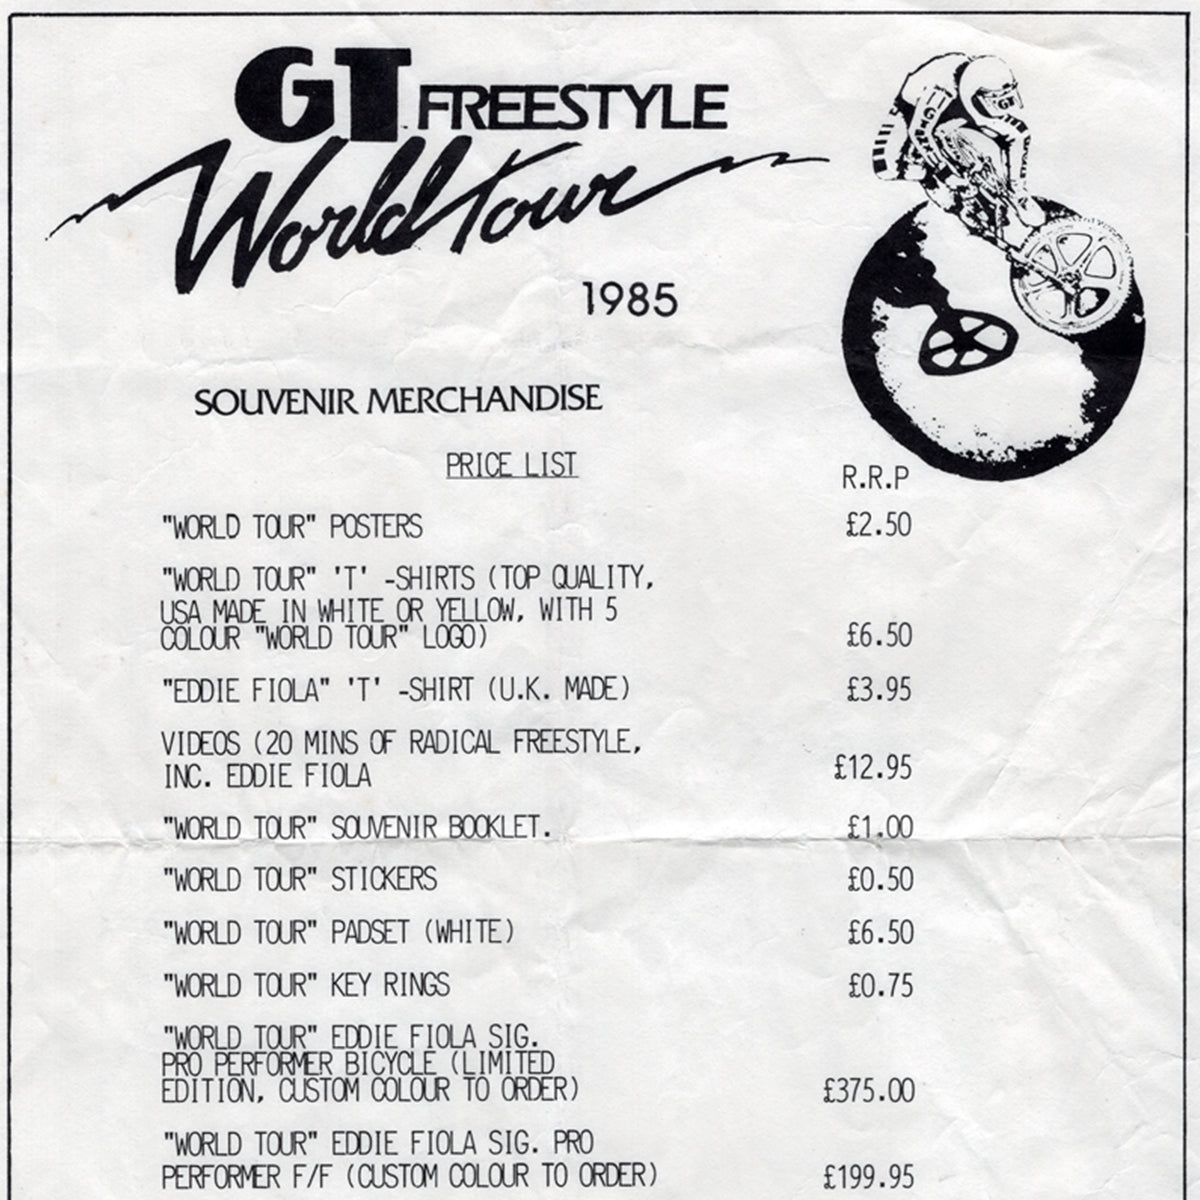 GT FREESTYLE
World Tour
1985
SOUVENIR MERCHANDISE
PRICE LIST
R.R.P
"WORLD TOUR" POSTERS £2.50
"WORLD TOUR" 'T' -SHIRTS (TOP QUALITY,
USA MADE IN WHITE OR YELLOW, WITH 5
COLOUR "WORLD TOUR" LOGO) £6.50
"EDDIE FIOLA" 'T' -SHIRT (U.K. MADE) £3.95
VIDEOS (20 MINS OF RADICAL FREESTYLE,
INC. EDDIE FIOLA £12.95
"WORLD TOUR" SOUVENIR BOOKLET. £1.00
"WORLD TOUR" STICKERS £0.50
"WORLD TOUR" PADSET (WHITE) £6.50
"WORLD TOUR" KEY RINGS £0.75
"WORLD TOUR" EDDIE FIOLA SIG.
PRO PERFORMER BICYCLE (LIMITED
EDITION, CUSTOM COLOUR TO ORDER) £375.00
"WORLD TOUR" EDDIE FIOLA SIG. PRO
PERFORMER F/F (CUSTOM COLOUR TO ORDER) £199.95
GT